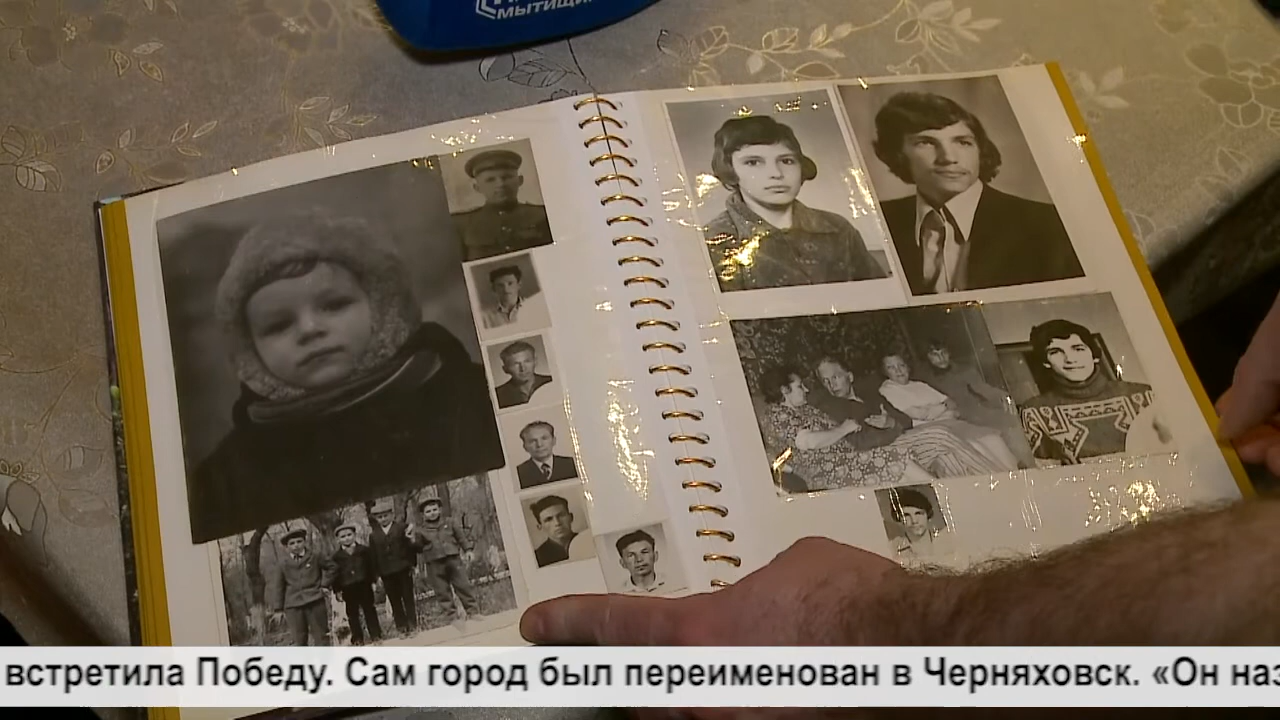 МЫТИЩИ
встретила Победу. Сам город был переименован в Черняховск. «Он наз